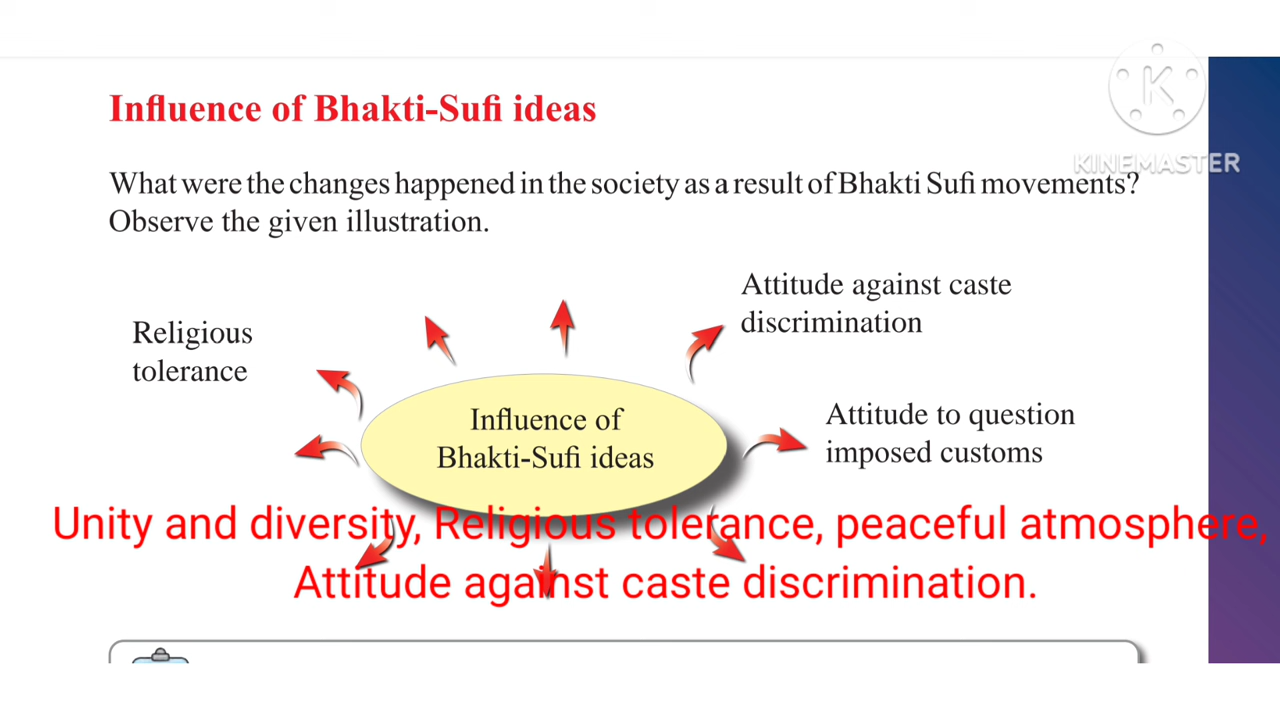 Influence of Bhakti-Sufi ideas
KINEMASTER
What were the changes happened in the society as a result of Bhakti Sufi movements?
Observe the given illustration.
Attitude against caste
discrimination
Religious
tolerance
Influence of
Bhakti-Sufi ideas
Attitude to question
imposed customs
Unity and diversity, Religious tolerance, peaceful atmosphere,
Attitude against caste discrimination.